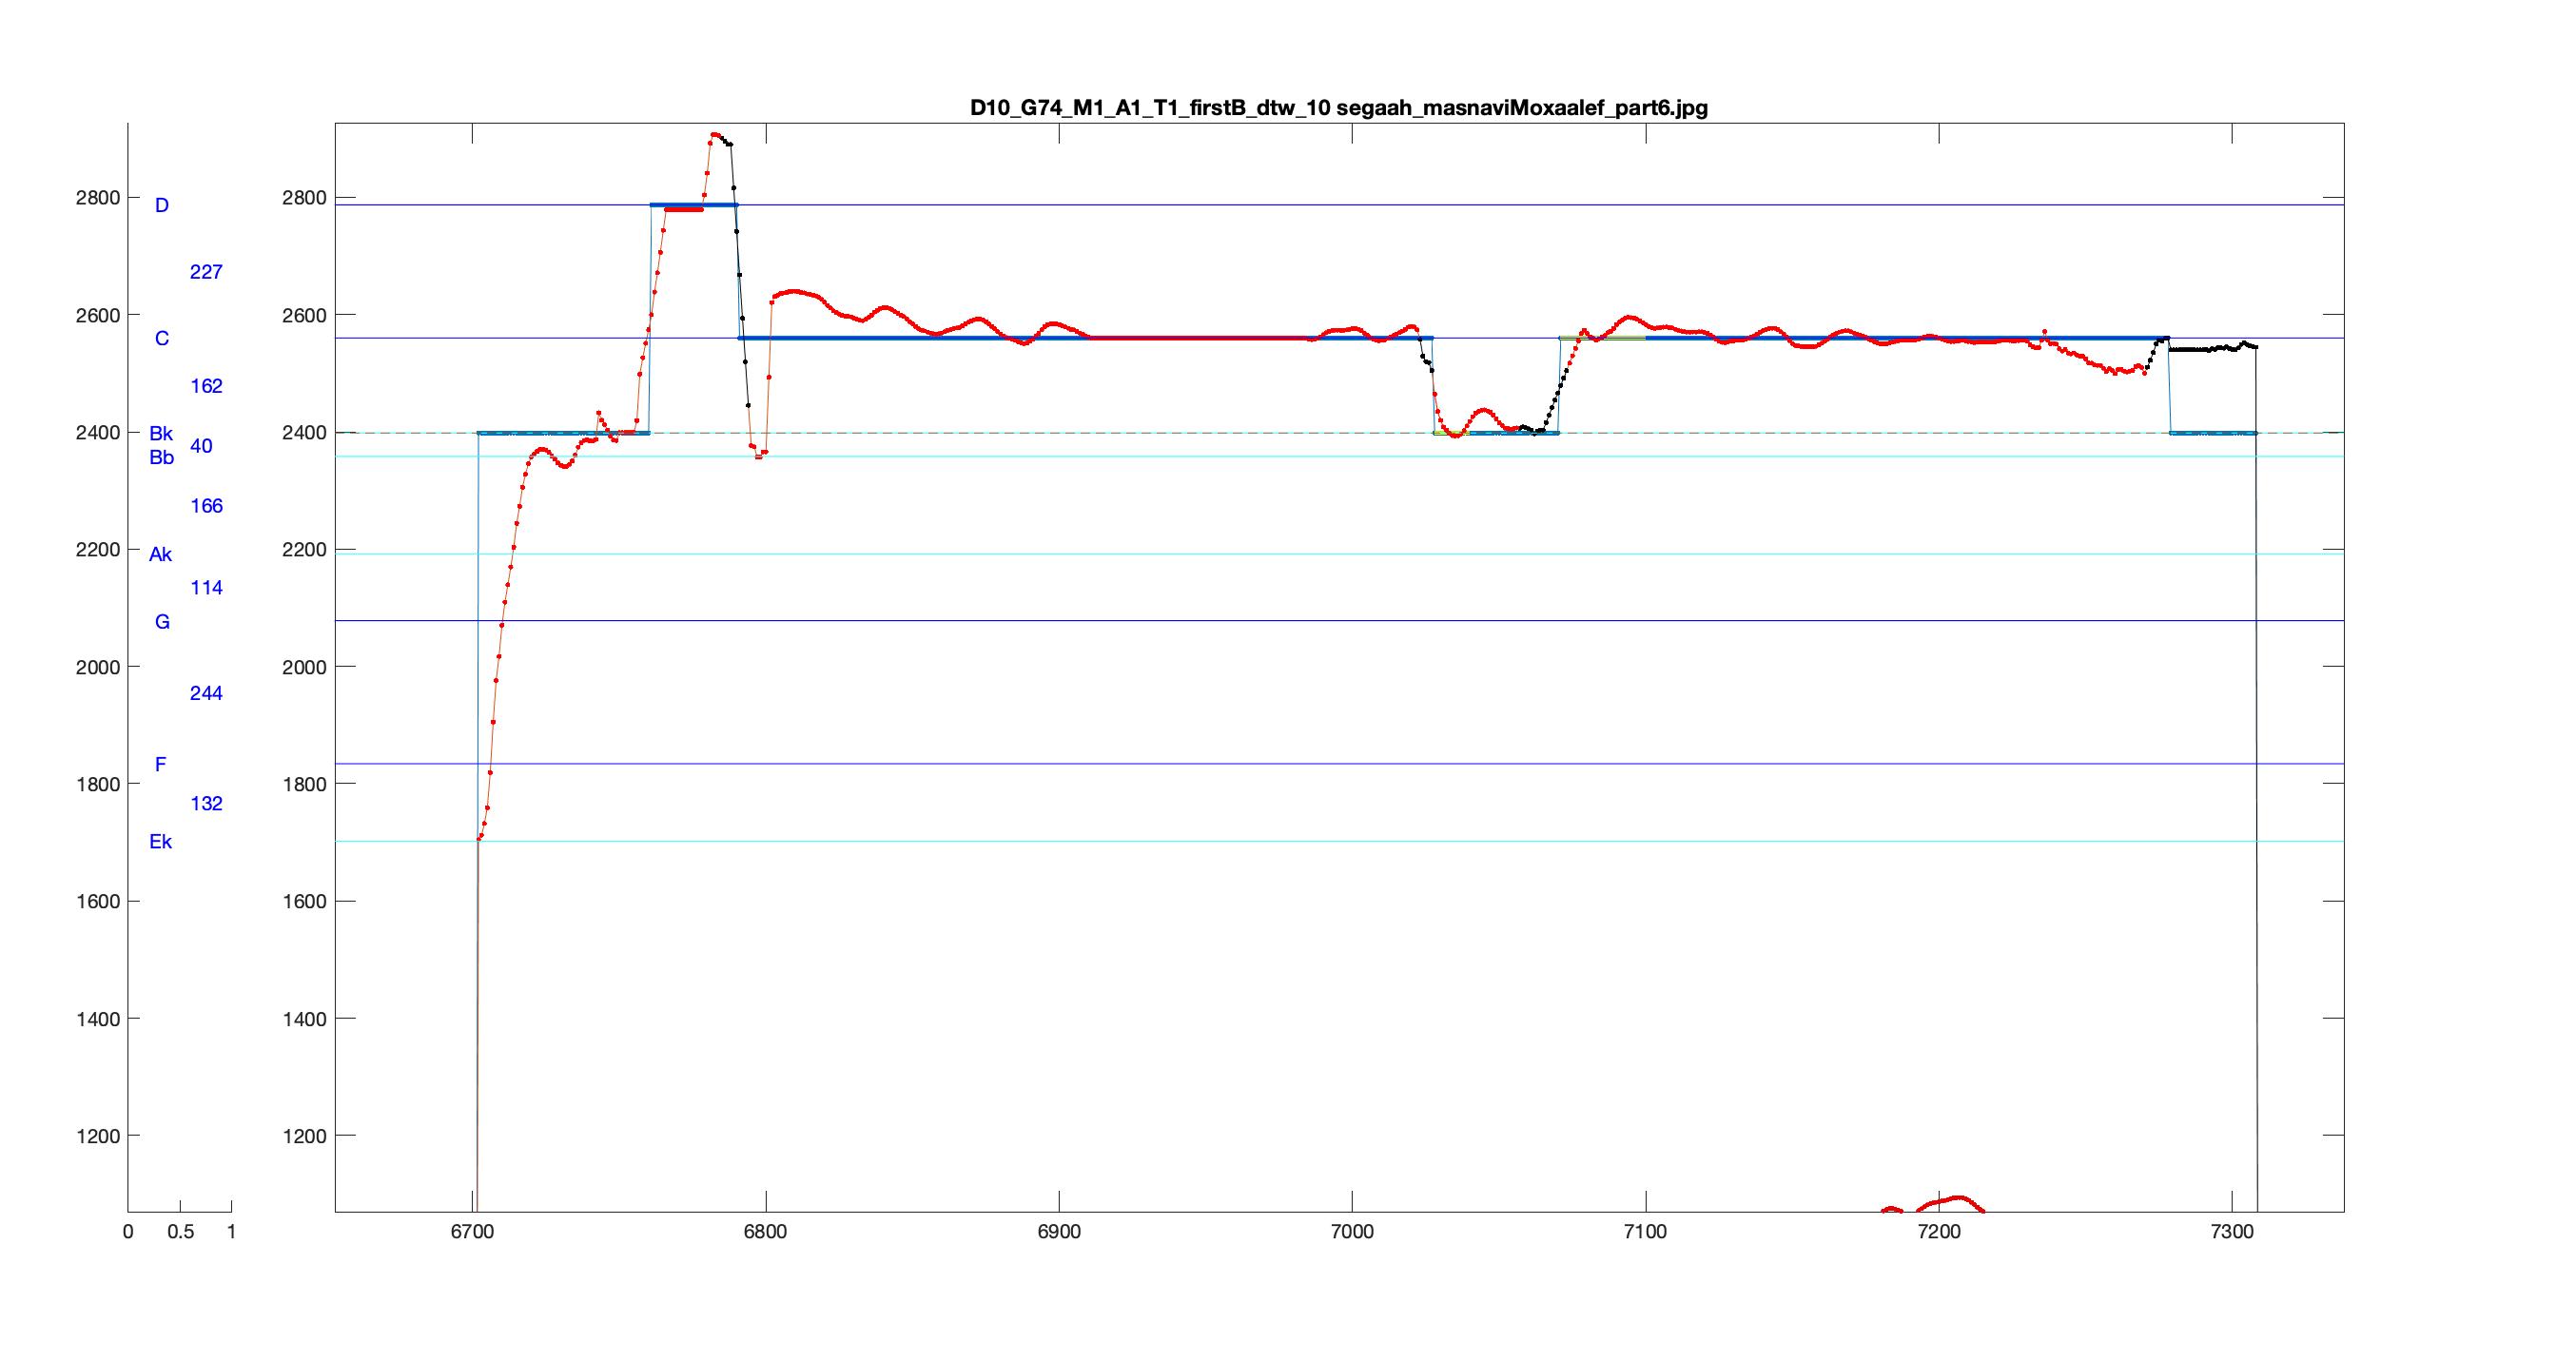 D10_G74_M1_A1_T1_firstB_dtw_10 segaah_masnaviMoxaalef_part6.jpg
2800 D 2800
227
2600 2600
C
162
2400 Bk 2400
40
Bb
166
2200 Ak 2200
114
G
2000 2000
244
F
1800 1800
132
Ek
1600 1600
1400 1400
1200 1200
0 0.5 1 6700 6800 6900 7000 7100 7200 7300